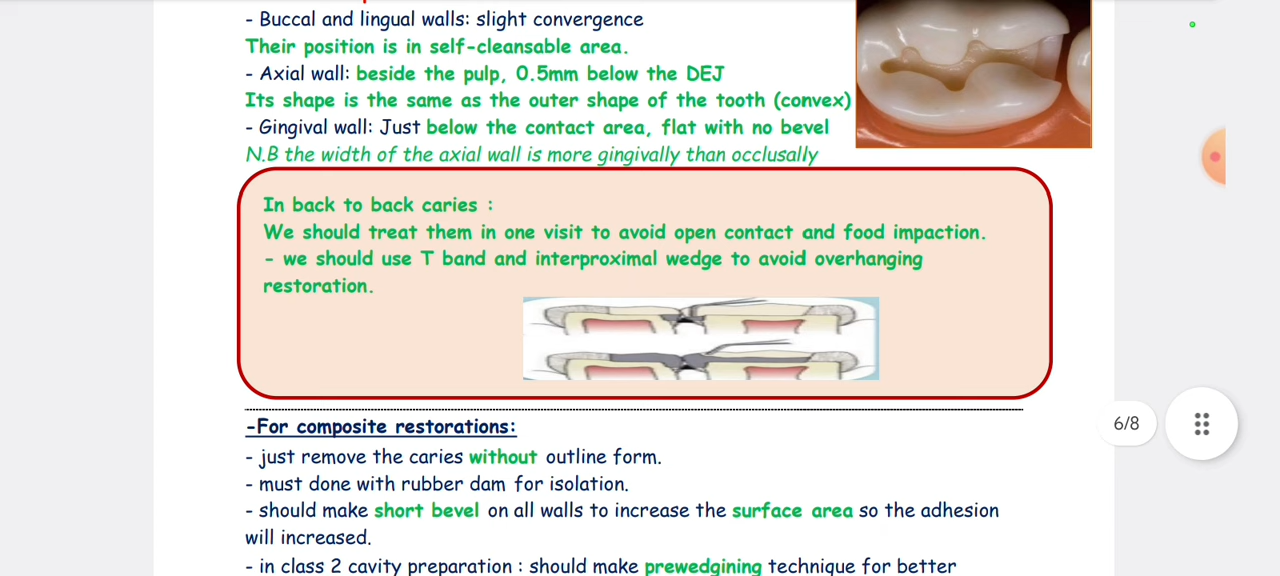 - Buccal and lingual walls: slight convergence
Their position is in self-cleansable area.
- Axial wall: beside the pulp, 0.5mm below the DEJ
Its shape is the same as the outer shape of the tooth (convex)
- Gingival wall: Just below the contact area, flat with no bevel
N.B the width of the axial wall is more gingivally than occlusally
In back to back caries :
We should treat them in one visit to avoid open contact and food impaction.
- we should use T band and interproximal wedge to avoid overhanging
restoration.
-For composite restorations:
- just remove the caries without outline form.
- must done with rubber dam for isolation.
- should make short bevel on all walls to increase the surface area so the adhesion
will increased.
- in class 2 cavity preparation : should make prewedgining technique for better
6/8